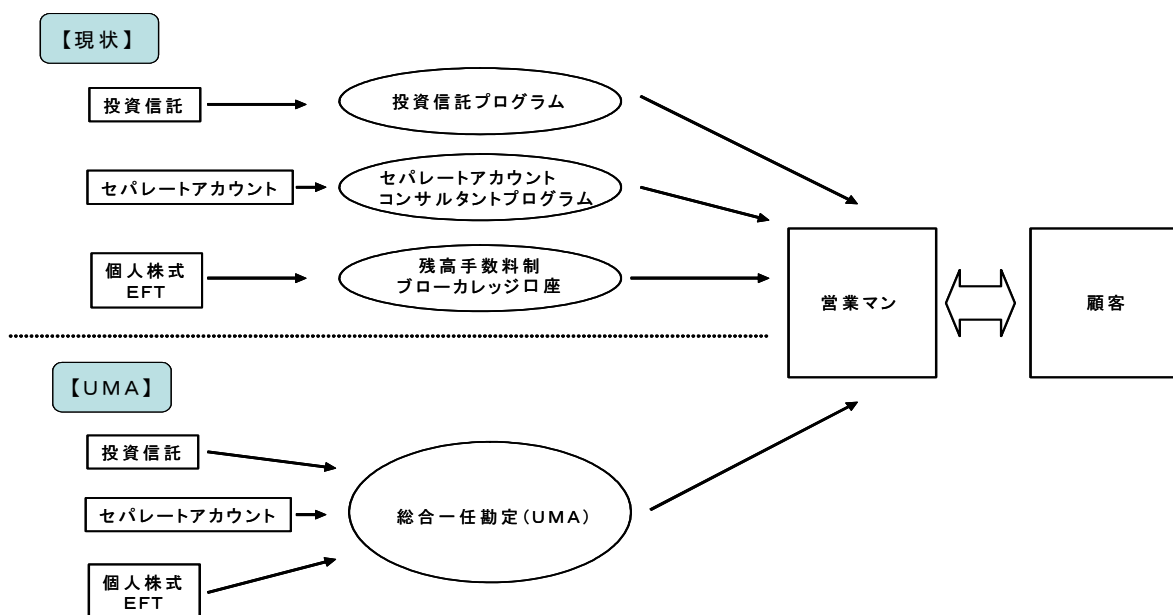 【現状】
投資信託
投資信託プログラム
セパレートアカウント
セパレートアカウント
コンサルタントプログラム
個人株式
EFT
残高手数料制
ブローカレッジ口座
営業マン
顧客
【UMA】
投資信託
セパレートアカウント
総合一任勘定(UMA)
個人株式
EFT